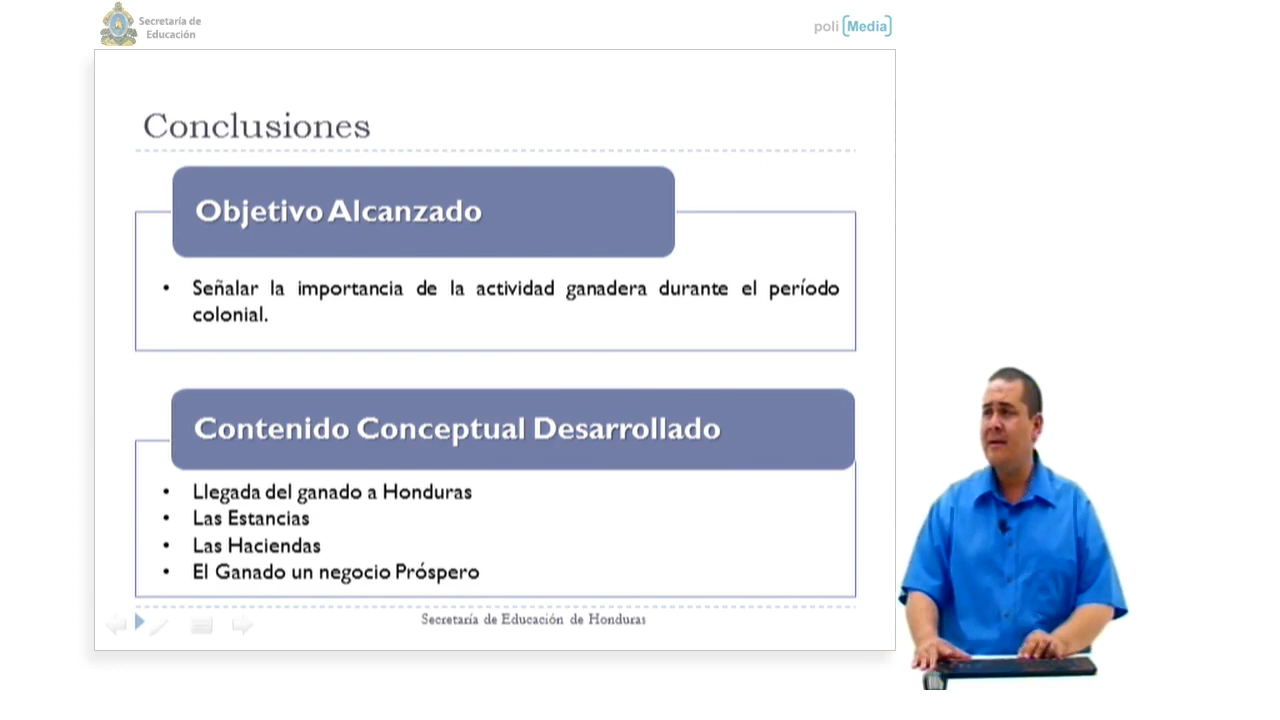 Secretaría de
Educación
poli [Media]
Conclusiones
Objetivo Alcanzado
• Señalar la importancia de la actividad ganadera durante el período
colonial.
Contenido Conceptual Desarrollado
• Llegada del ganado a Honduras
• Las Estancias
• Las Haciendas
• El Ganado un negocio Próspero
Secretaría de Educación de Honduras